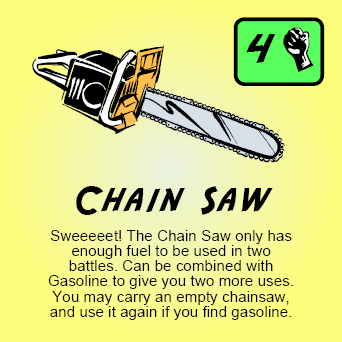 4
CHAIN SAW
Sweeeeet! The Chain Saw only has
enough fuel to be used in two
battles. Can be combined with
Gasoline to give you two more uses.
You may carry an empty chainsaw,
and use it again if you find gasoline.